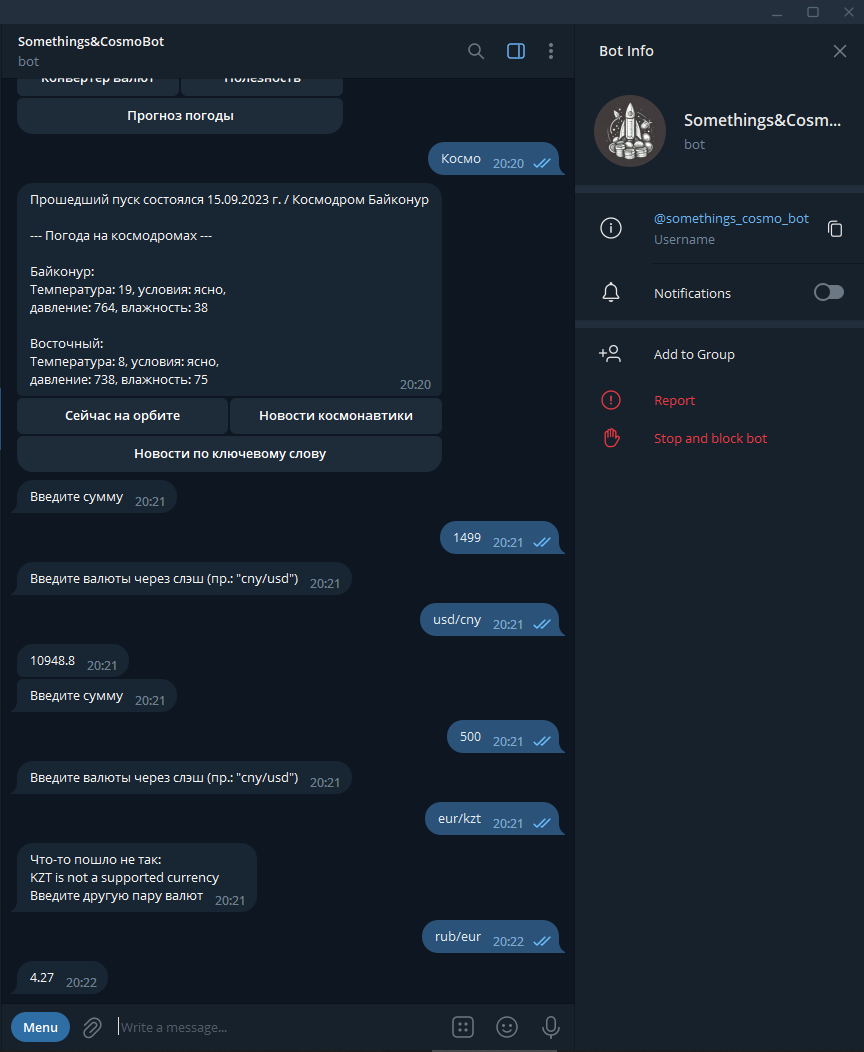 Somethings&CosmoBot
bot
Конвертер валют
Полезность
Прогноз погоды
Космо 20:20
Прошедший пуск состоялся 15.09.2023 г. / Космодром Байконур
--- Погода на космодромах ---
Байконур:
Температура: 19, условия: ясно,
давление: 764, влажность: 38
Восточный:
Температура: 8, условия: ясно,
давление: 738, влажность: 75
20:20
Сейчас на орбите
Новости космонавтики
Новости по ключевому слову
Введите сумму 20:21
1499 20:21
Введите валюты через слэш (пр.: "cny/usd") 20:21
usd/cny 20:21
10948.8 20:21
Введите сумму 20:21
500 20:21
Введите валюты через слэш (пр.: "cny/usd") 20:21
eur/kzt 20:21
Что-то пошло не так:
KZT is not a supported currency
Введите другую пару валют 20:21
rub/eur 20:22
4.27 20:22
Menu
Write a message...
Bot Info
Somethings&Cosm...
bot
@somethings_cosmo_bot
Username
Notifications
Add to Group
Report
Stop and block bot